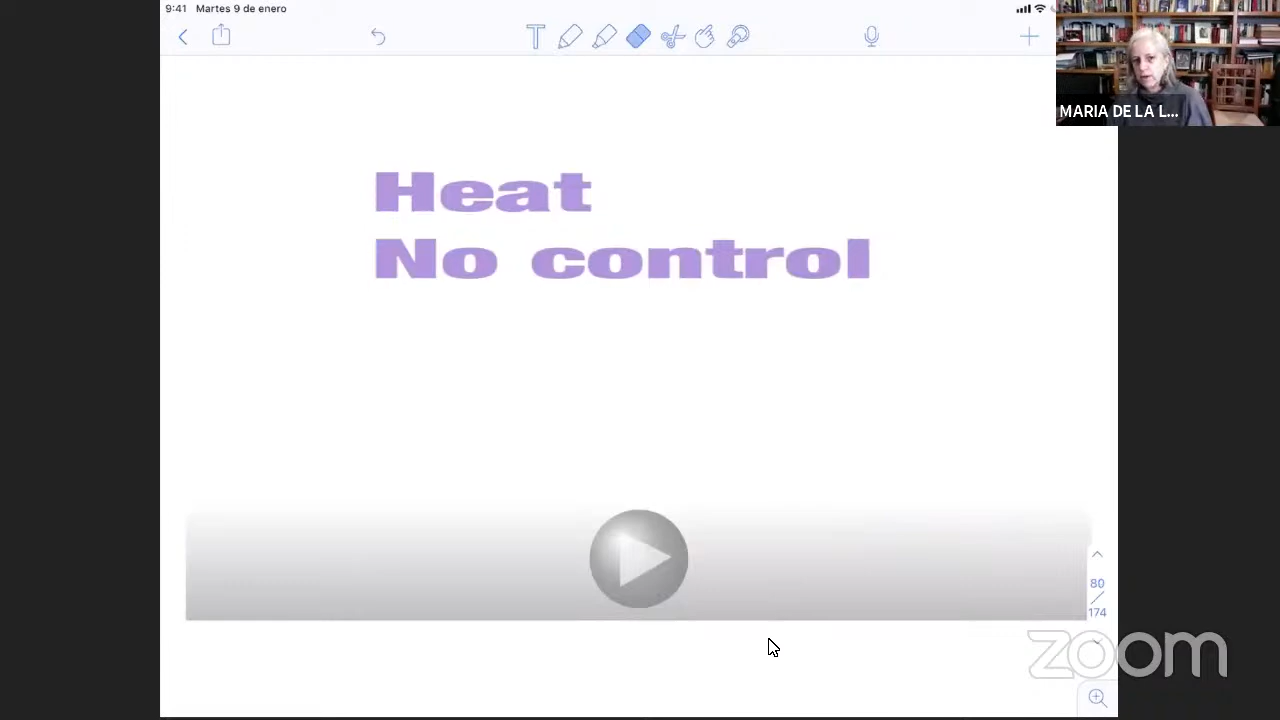 9:41 Martes 9 de enero
MARIA DE LA L...
Heat
No control
80
174
zoom